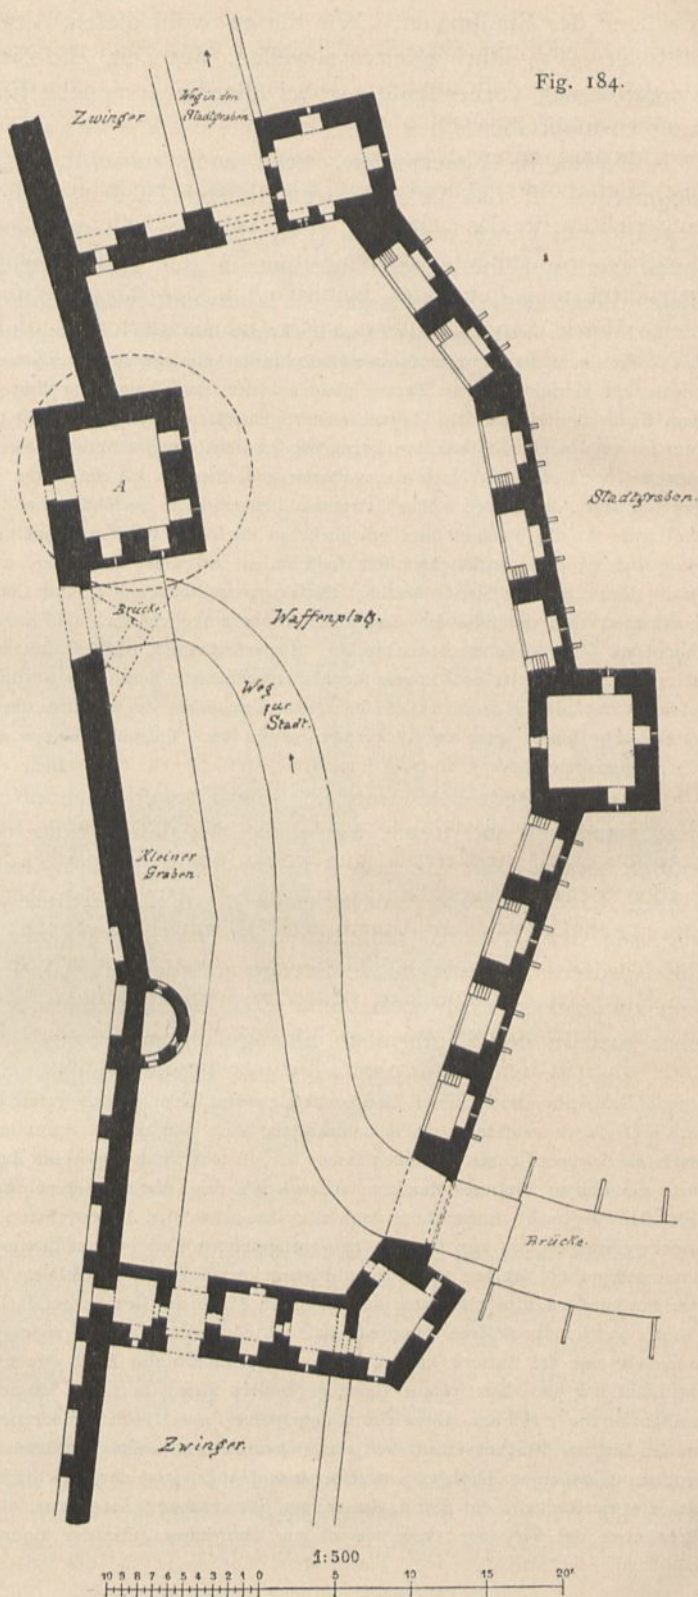 Fig. 184.
Zwinger
Weg in den
Stadtgraben
A
Stadtgraben.
Brücke
Waffenplatz.
Weg
zur
Stadt.
Kleiner
Graben.
Brücke.
Zwinger.
1:500
10 9 8 7 6 5 4 3 2 1 0 5 10 15 20